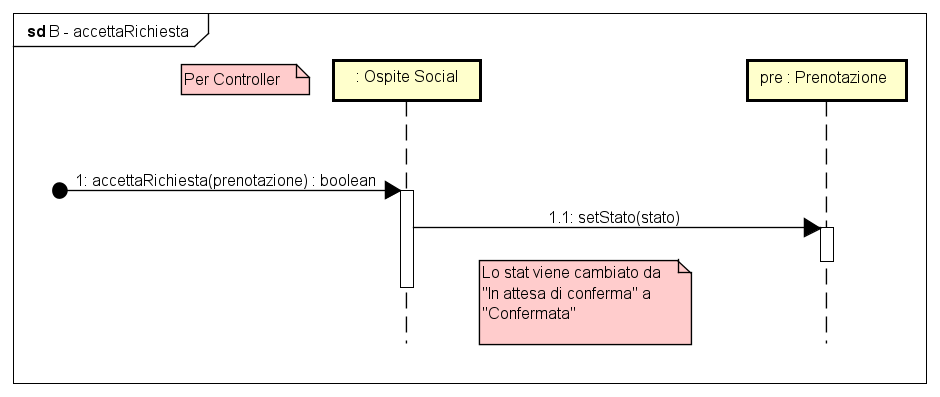 sd B - accettaRichiesta
Per Controller
: Ospite Social
pre : Prenotazione
1: accettaRichiesta(prenotazione) : boolean
1.1: setStato(stato)
Lo stat viene cambiato da
"In attesa di conferma" a
"Confermata"